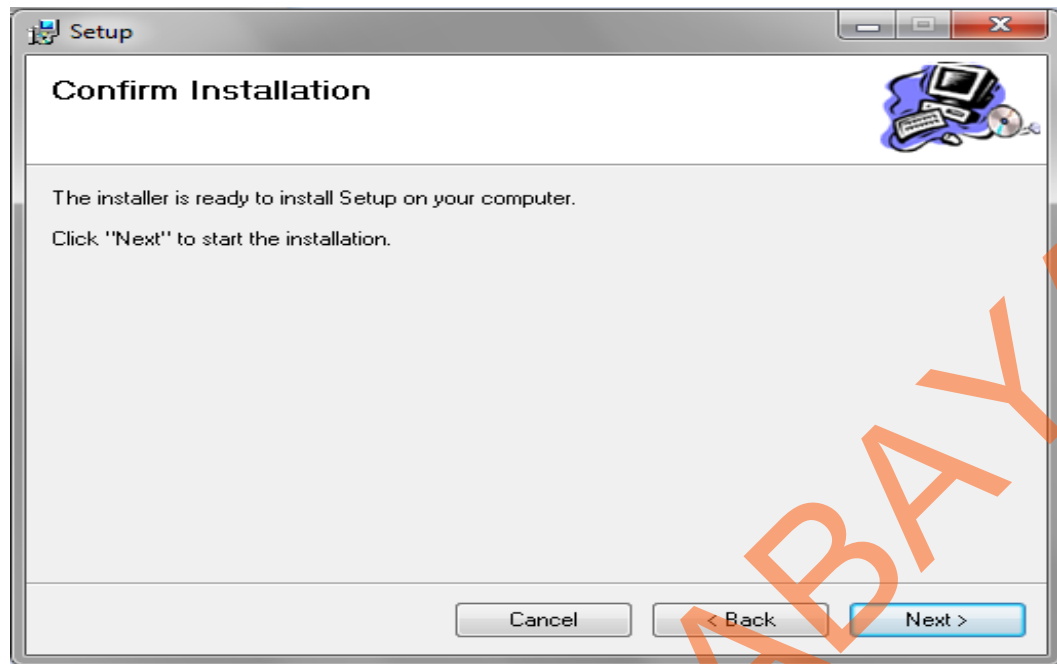 Setup
Confirm Installation
The installer is ready to install Setup on your computer.
Click "Next" to start the installation.
Cancel
< Back
Next >
ABAY